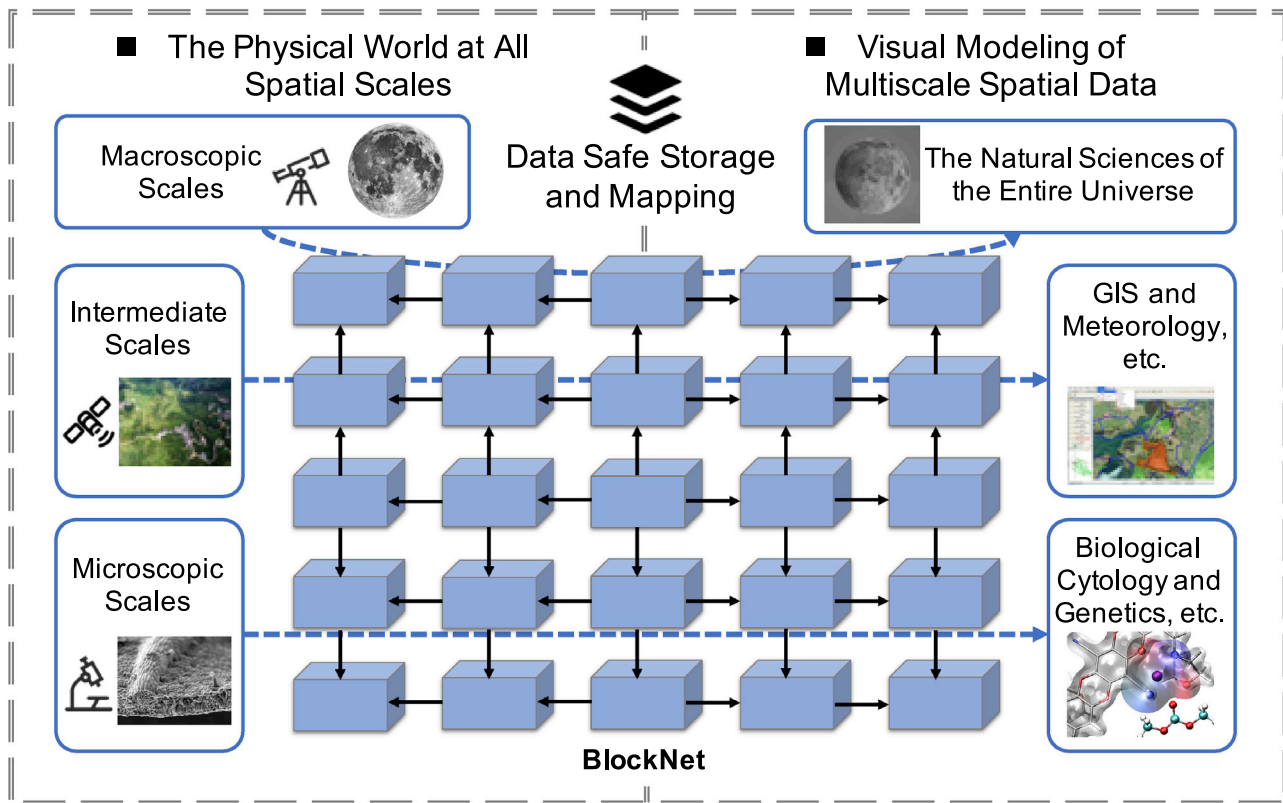 ■ The Physical World at All
Spatial Scales
■ Visual Modeling of
Multiscale Spatial Data
Data Safe Storage
and Mapping
Macroscopic
Scales
The Natural Sciences of
the Entire Universe
Intermediate
Scales
GIS and
Meteorology,
etc.
Microscopic
Scales
Biological
Cytology and
Genetics, etc.
BlockNet